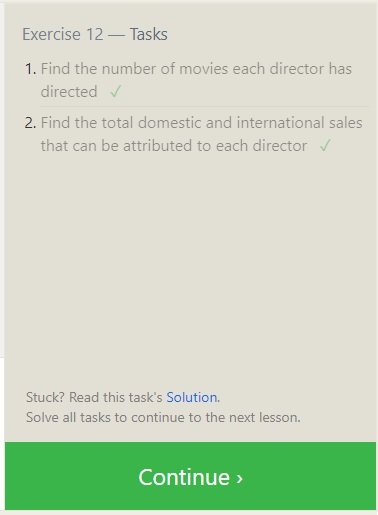 Exercise 12 — Tasks
1. Find the number of movies each director has
directed ✓
2. Find the total domestic and international sales
that can be attributed to each director ✓
Stuck? Read this task's Solution.
Solve all tasks to continue to the next lesson.
Continue ›